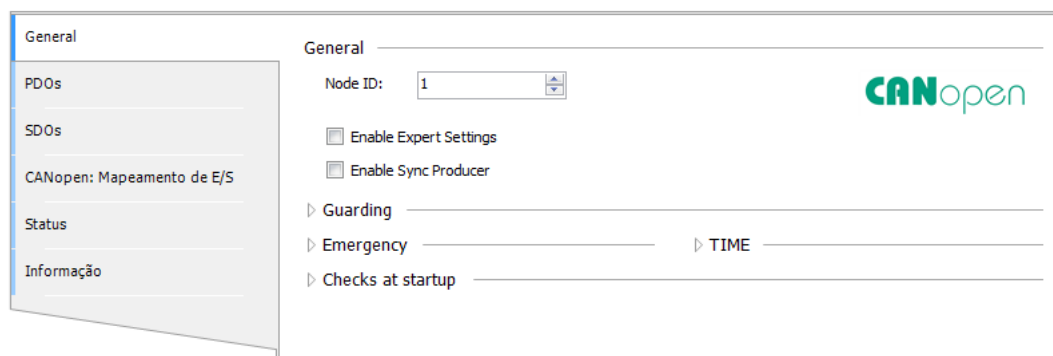 General
PDOs
SDOs
CANopen: Mapeamento de E/S
Status
Informação
General
Node ID: 1
CANopen
Enable Expert Settings
Enable Sync Producer
Guarding
Emergency TIME
Checks at startup